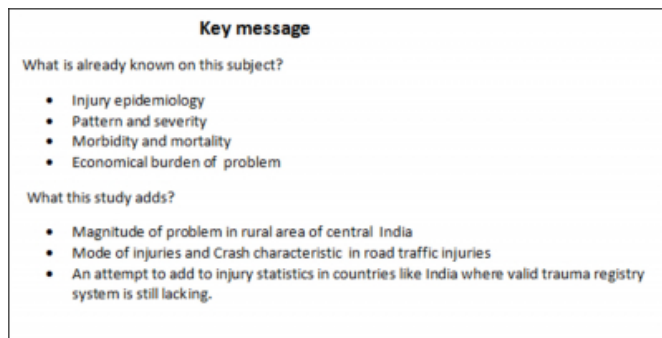 Key message
What is already known on this subject?
• Injury epidemiology
• Pattern and severity
• Morbidity and mortality
• Economical burden of problem
What this study adds?
• Magnitude of problem in rural area of central India
• Mode of injuries and Crash characteristic in road traffic injuries
• An attempt to add to injury statistics in countries like India where valid trauma registry
system is still lacking.